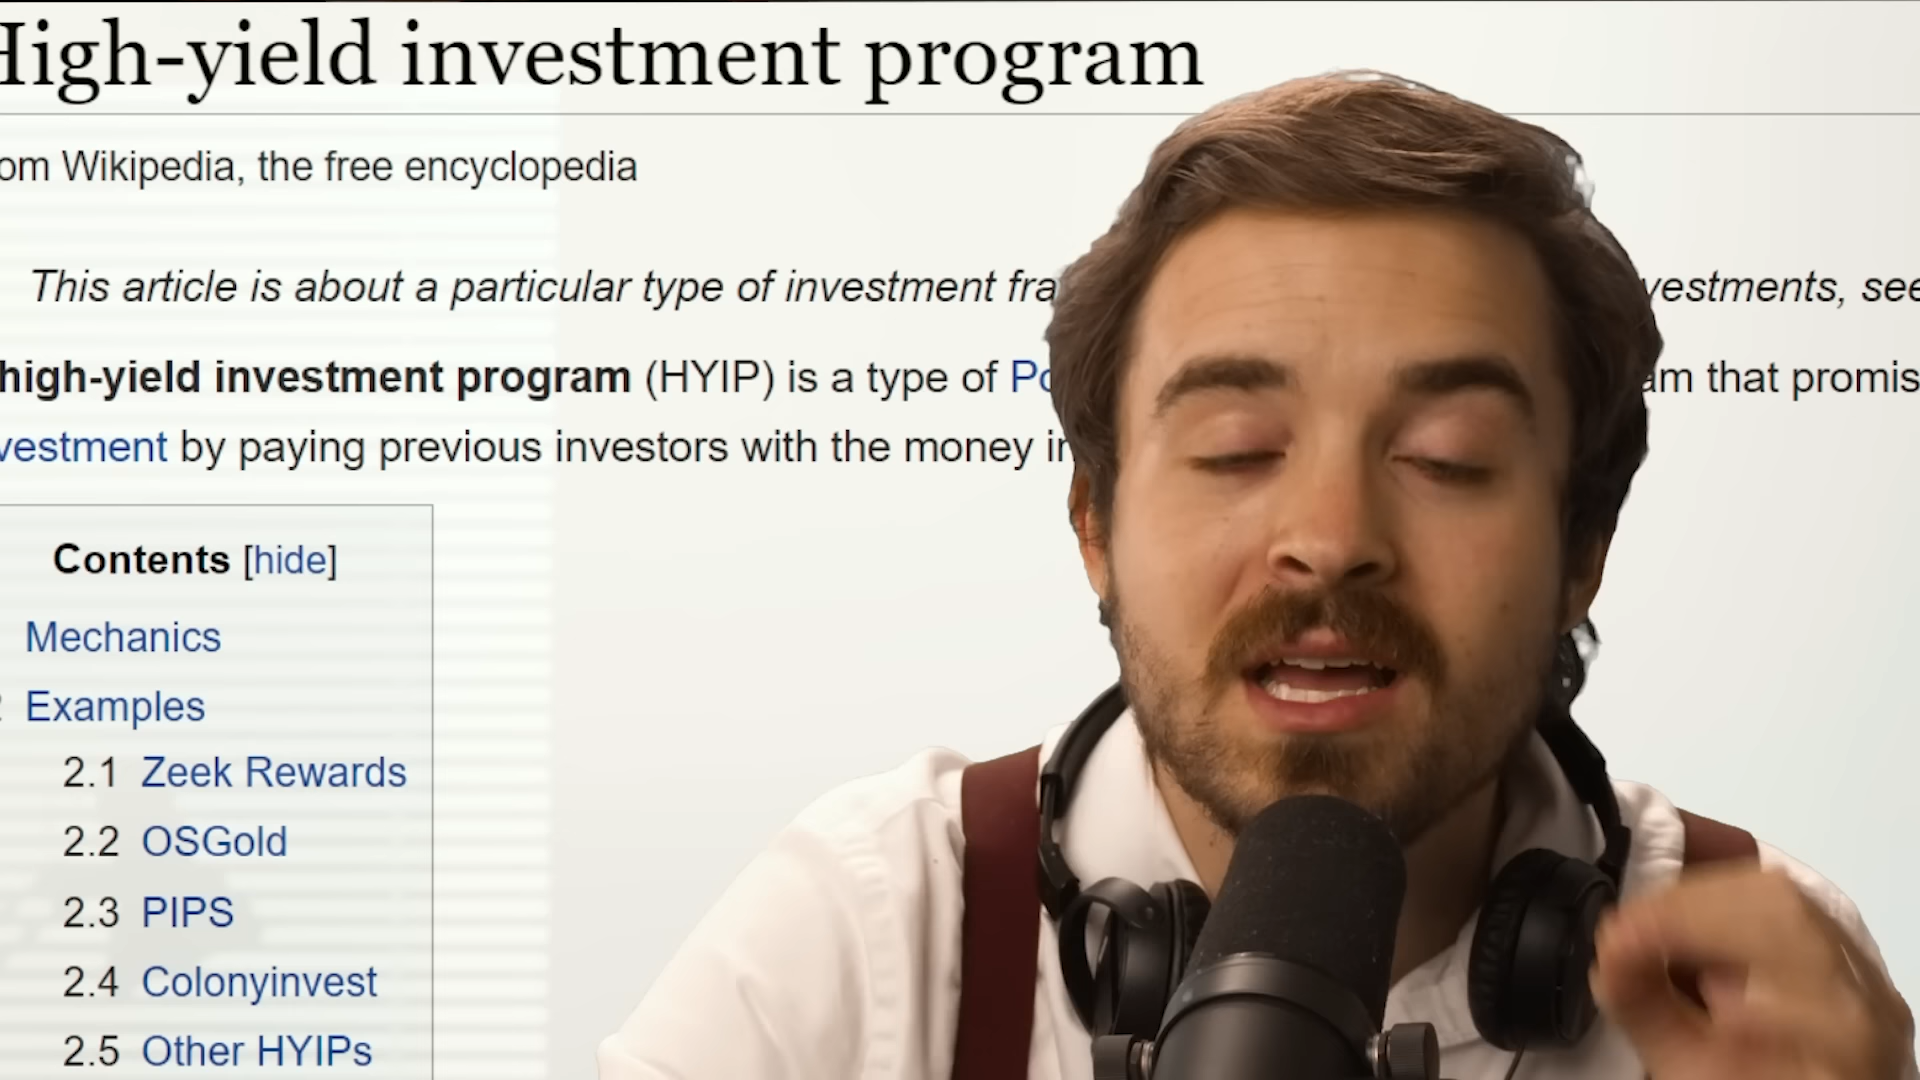 High-yield investment program
om Wikipedia, the free encyclopedia
This article is about a particular type of investment fra vestments, see
high-yield investment program (HYIP) is a type of Po am that promis
vestment by paying previous investors with the money in
Contents [hide]
Mechanics
2 Examples
2.1 Zeek Rewards
2.2 OSGold
2.3 PIPS
2.4 Colonyinvest
2.5 Other HYIPs